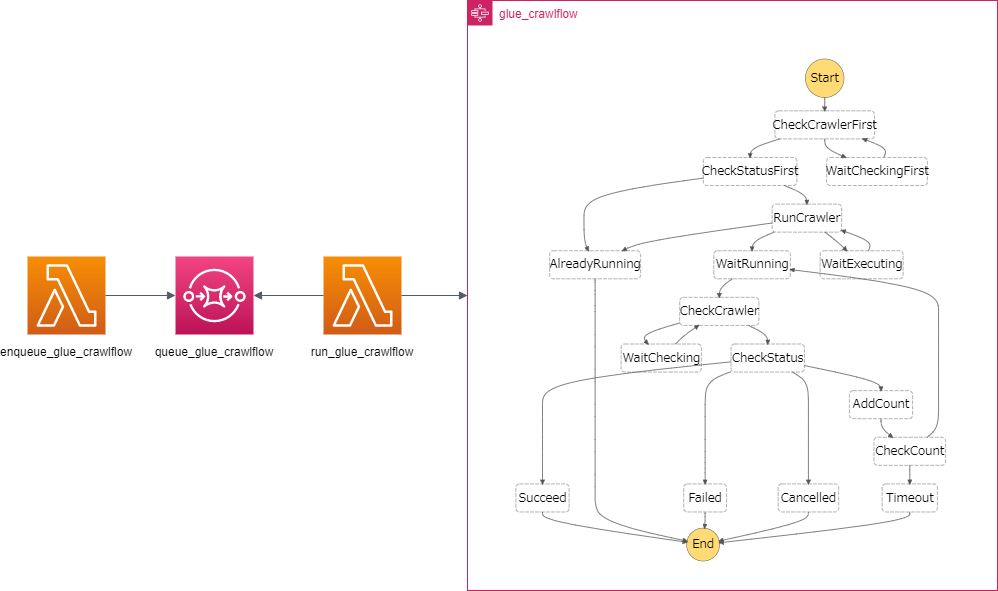 glue_crawlflow
Start
CheckCrawlerFirst
CheckStatusFirst
WaitCheckingFirst
RunCrawler
AlreadyRunning
WaitRunning
WaitExecuting
CheckCrawler
WaitChecking
CheckStatus
AddCount
CheckCount
Succeed
Failed
Cancelled
Timeout
End
enqueue_glue_crawlflow
queue_glue_crawlflow
run_glue_crawlflow